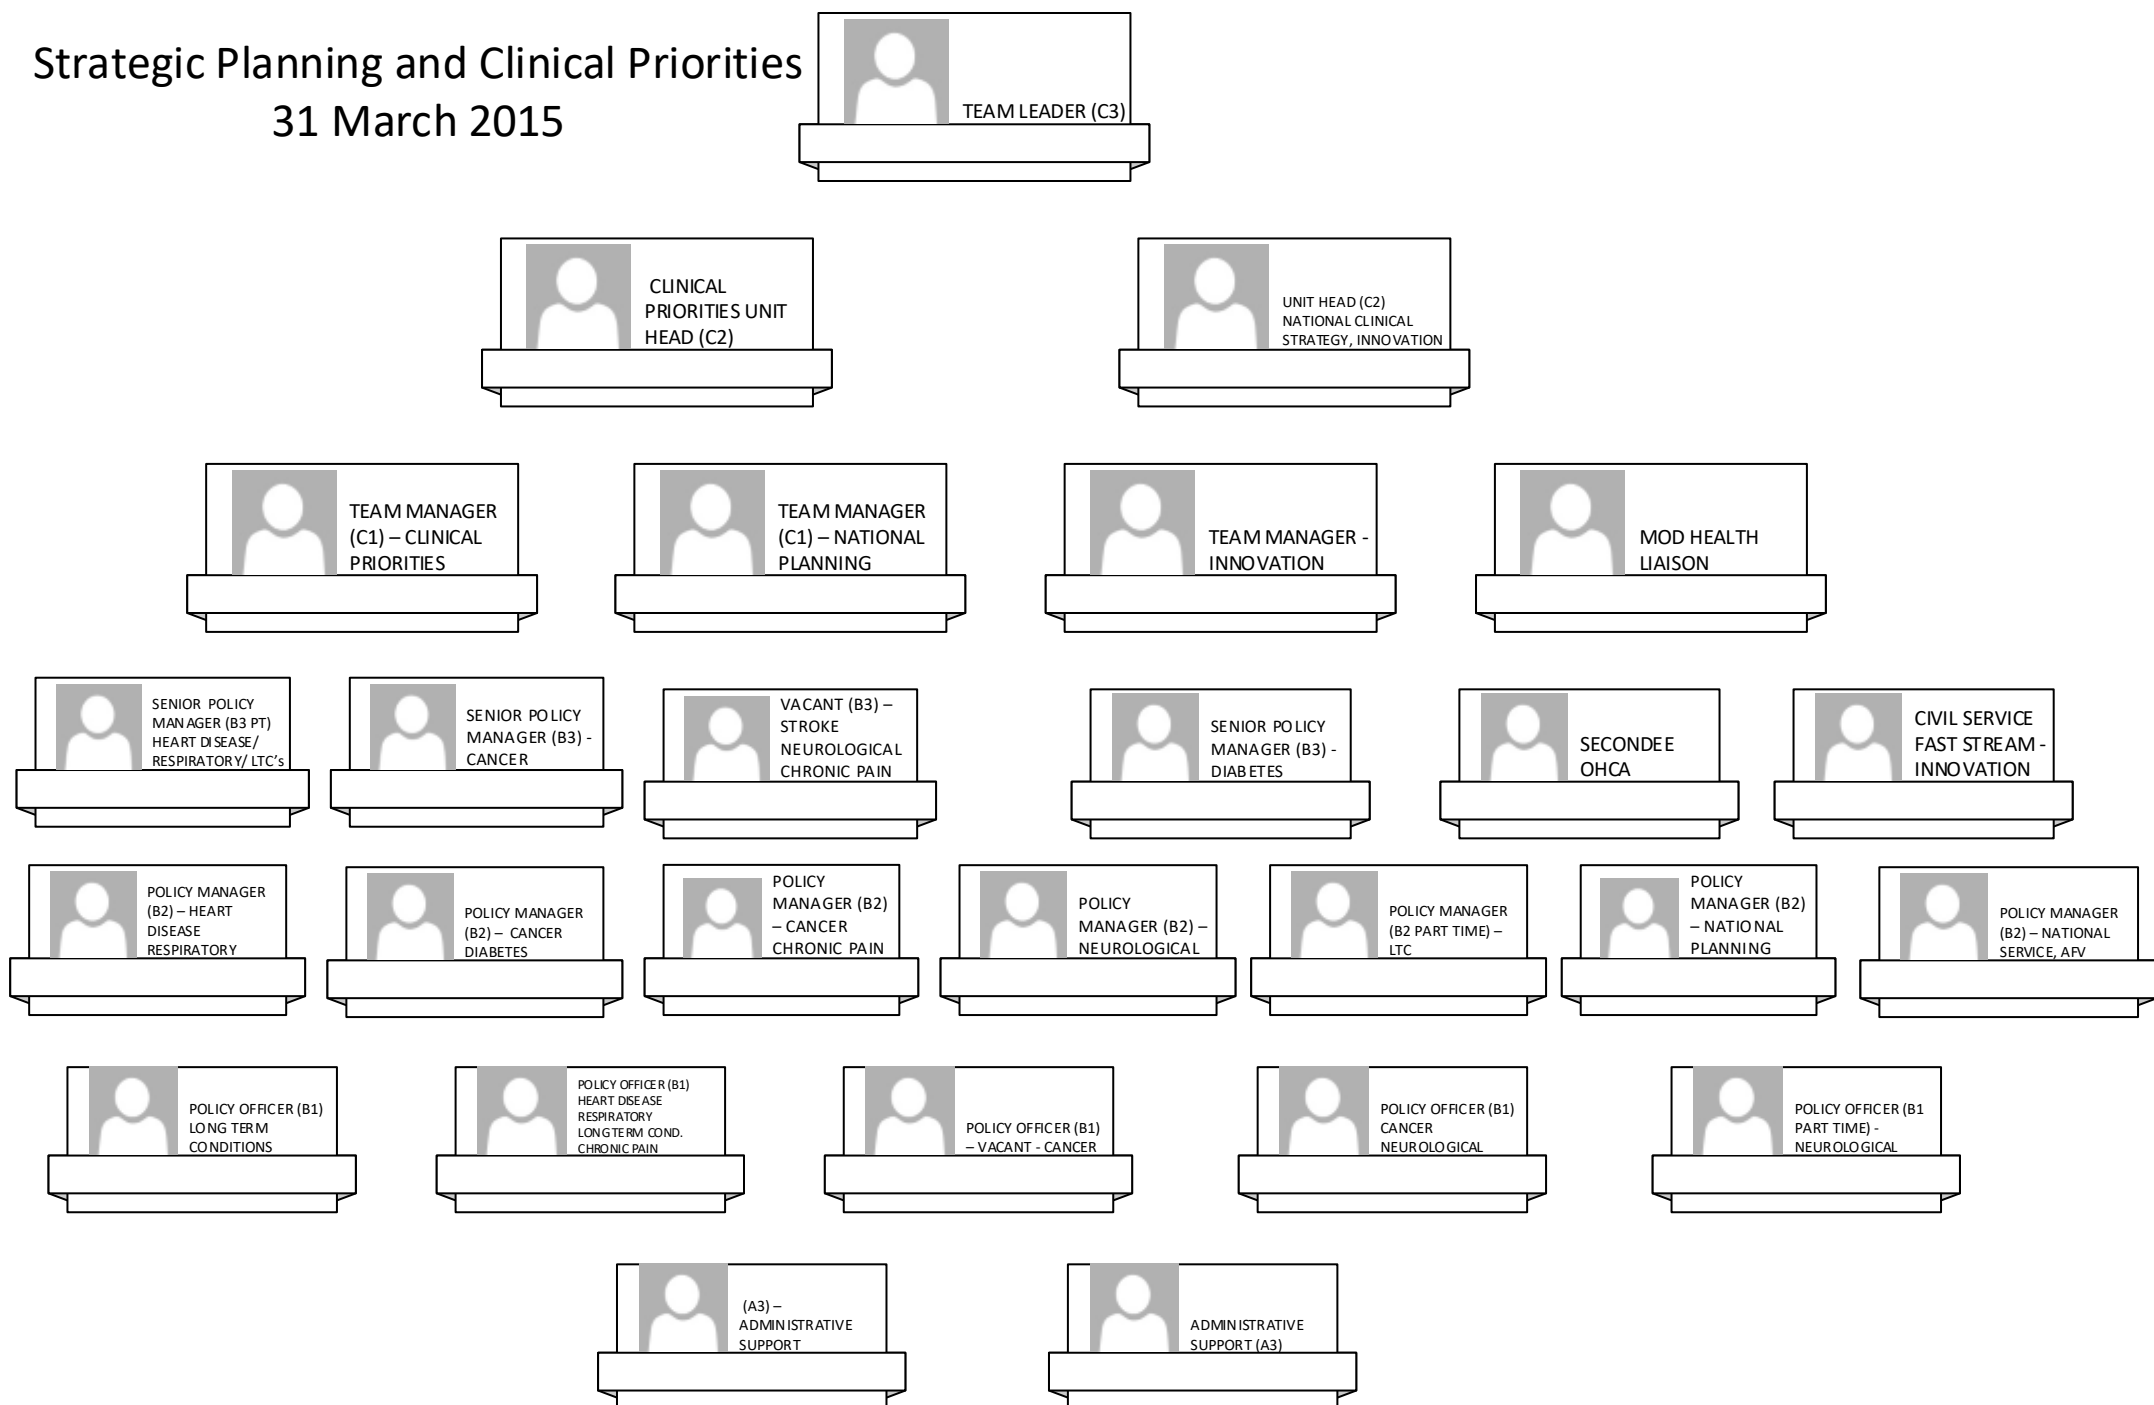 Strategic Planning and Clinical Priorities
31 March 2015
TEAM LEADER (C3)
CLINICAL
PRIORITIES UNIT
HEAD (C2)
UNIT HEAD (C2)
NATIONAL CLINICAL
STRATEGY, INNOVATION
TEAM MANAGER
(C1) – CLINICAL
PRIORITIES
TEAM MANAGER
(C1) – NATIONAL
PLANNING
TEAM MANAGER -
INNOVATION
MOD HEALTH
LIAISON
SENIOR POLICY
MANAGER (B3 PT)
HEART DISEASE/
RESPIRATORY/ LTC’s
SENIOR POLICY
MANAGER (B3) -
CANCER
VACANT (B3) –
STROKE
NEUROLOGICAL
CHRONIC PAIN
SENIOR POLICY
MANAGER (B3) -
DIABETES
SECONDEE
OHCA
CIVIL SERVICE
FAST STREAM -
INNOVATION
POLICY MANAGER
(B2) – HEART
DISEASE
RESPIRATORY
POLICY MANAGER
(B2) – CANCER
DIABETES
POLICY
MANAGER (B2)
– CANCER
CHRONIC PAIN
POLICY
MANAGER (B2) –
NEUROLOGICAL
POLICY MANAGER
(B2 PART TIME) –
LTC
POLICY
MANAGER (B2)
– NATIONAL
PLANNING
POLICY MANAGER
(B2) – NATIONAL
SERVICE, AFV
POLICY OFFICER (B1)
LONG TERM
CONDITIONS
POLICY OFFICER (B1)
HEART DISEASE
RESPIRATORY
LONGTERM COND.
CHRONIC PAIN
POLICY OFFICER (B1)
– VACANT - CANCER
POLICY OFFICER (B1)
CANCER
NEUROLOGICAL
POLICY OFFICER (B1
PART TIME) -
NEUROLOGICAL
(A3) –
ADMINISTRATIVE
SUPPORT
ADMINISTRATIVE
SUPPORT (A3)